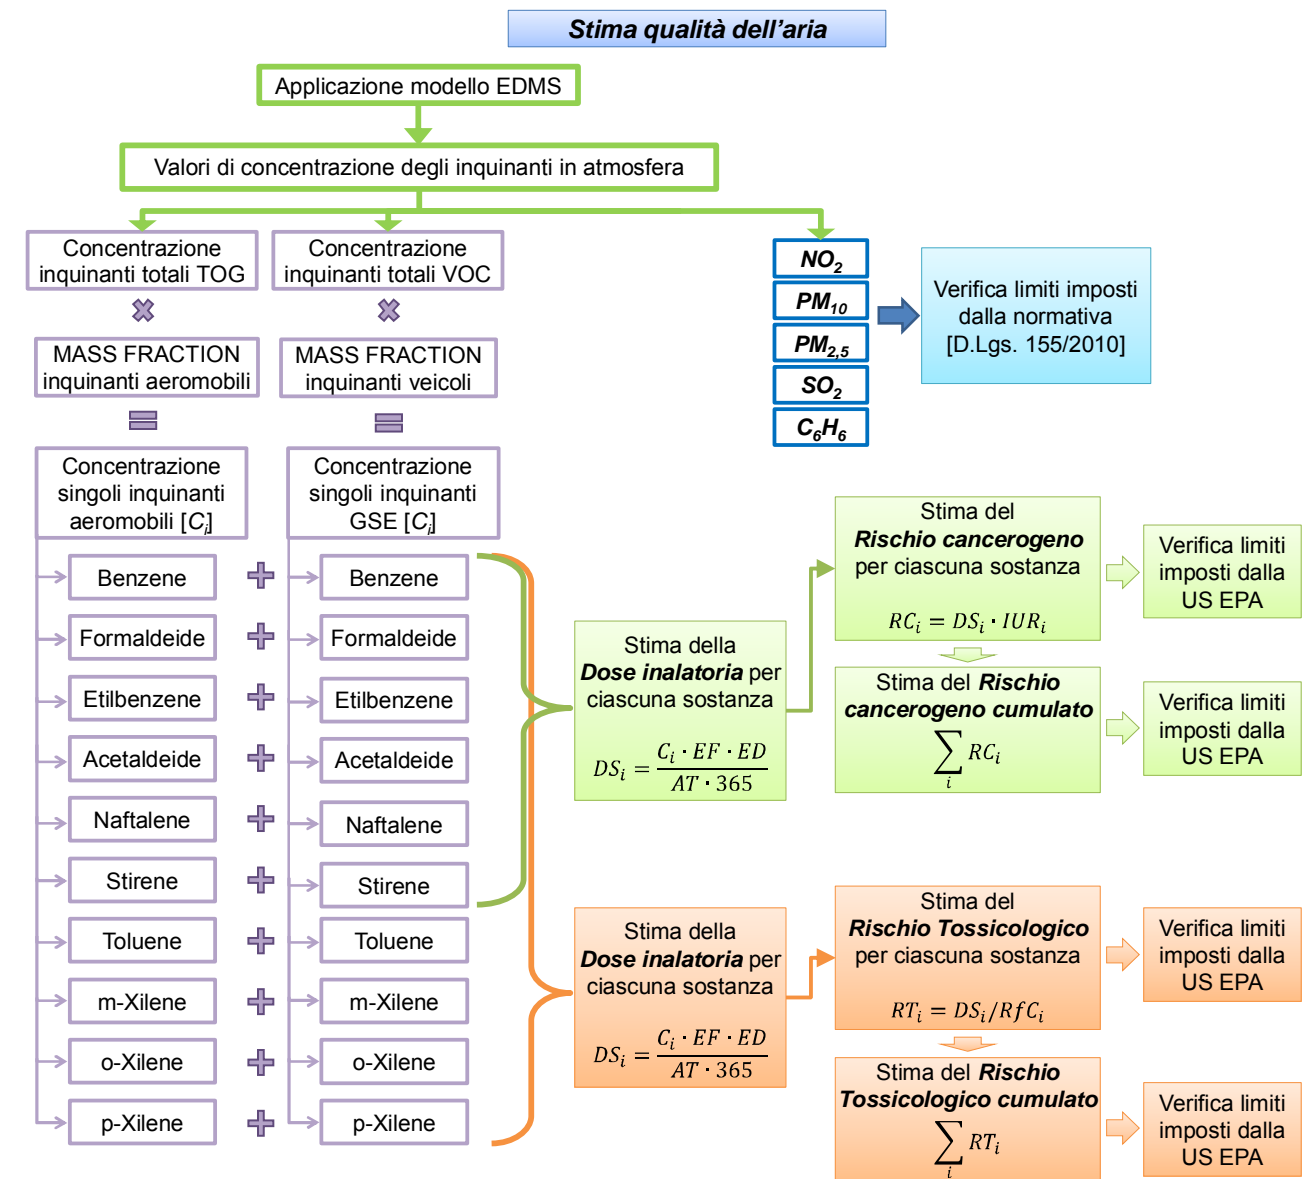 Stima qualità dell'aria
Applicazione modello EDMS
Valori di concentrazione degli inquinanti in atmosfera
Concentrazione
inquinanti totali TOG
Concentrazione
inquinanti totali VOC
MASS FRACTION
inquinanti aeromobili
MASS FRACTION
inquinanti veicoli
Concentrazione
singoli inquinanti
aeromobili [Ci]
Concentrazione
singoli inquinanti
GSE [Ci]
NO2
PM10
PM2,5
SO2
C6H6
Verifica limiti imposti
dalla normativa
[D.Lgs. 155/2010]
Benzene + Benzene
Formaldeide + Formaldeide
Etilbenzene + Etilbenzene
Acetaldeide + Acetaldeide
Naftalene + Naftalene
Stirene + Stirene
Toluene + Toluene
m-Xilene + m-Xilene
o-Xilene + o-Xilene
p-Xilene + p-Xilene
Stima della
Dose inalatoria per
ciascuna sostanza
DSi = Ci · EF · ED / AT · 365
Stima del
Rischio cancerogeno
per ciascuna sostanza
RCi = DSi · IURi
Verifica limiti
imposti dalla
US EPA
Stima del Rischio
cancerogeno cumulato
∑i RCi
Verifica limiti
imposti dalla
US EPA
Stima della
Dose inalatoria per
ciascuna sostanza
DSi = Ci · EF · ED / AT · 365
Stima del
Rischio Tossicologico
per ciascuna sostanza
RTi = DSi/RfCi
Verifica limiti
imposti dalla
US EPA
Stima del Rischio
Tossicologico cumulato
∑i RTi
Verifica limiti
imposti dalla
US EPA